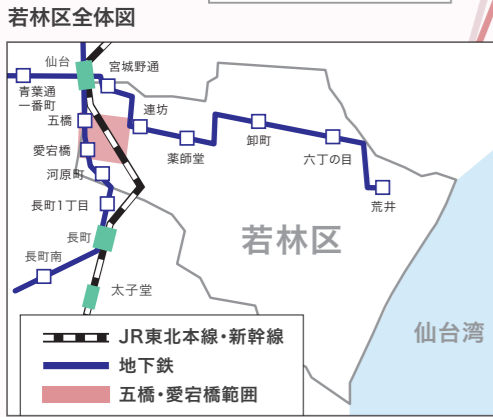 若林区全体図
仙台
宮城野通
青葉通
一番町
連坊
五橋
薬師堂
卸町
六丁の目
愛宕橋
河原町
荒井
長町1丁目
長町
若林区
長町南
太子堂
仙台湾
JR東北本線・新幹線
地下鉄
五橋・愛宕橋範囲